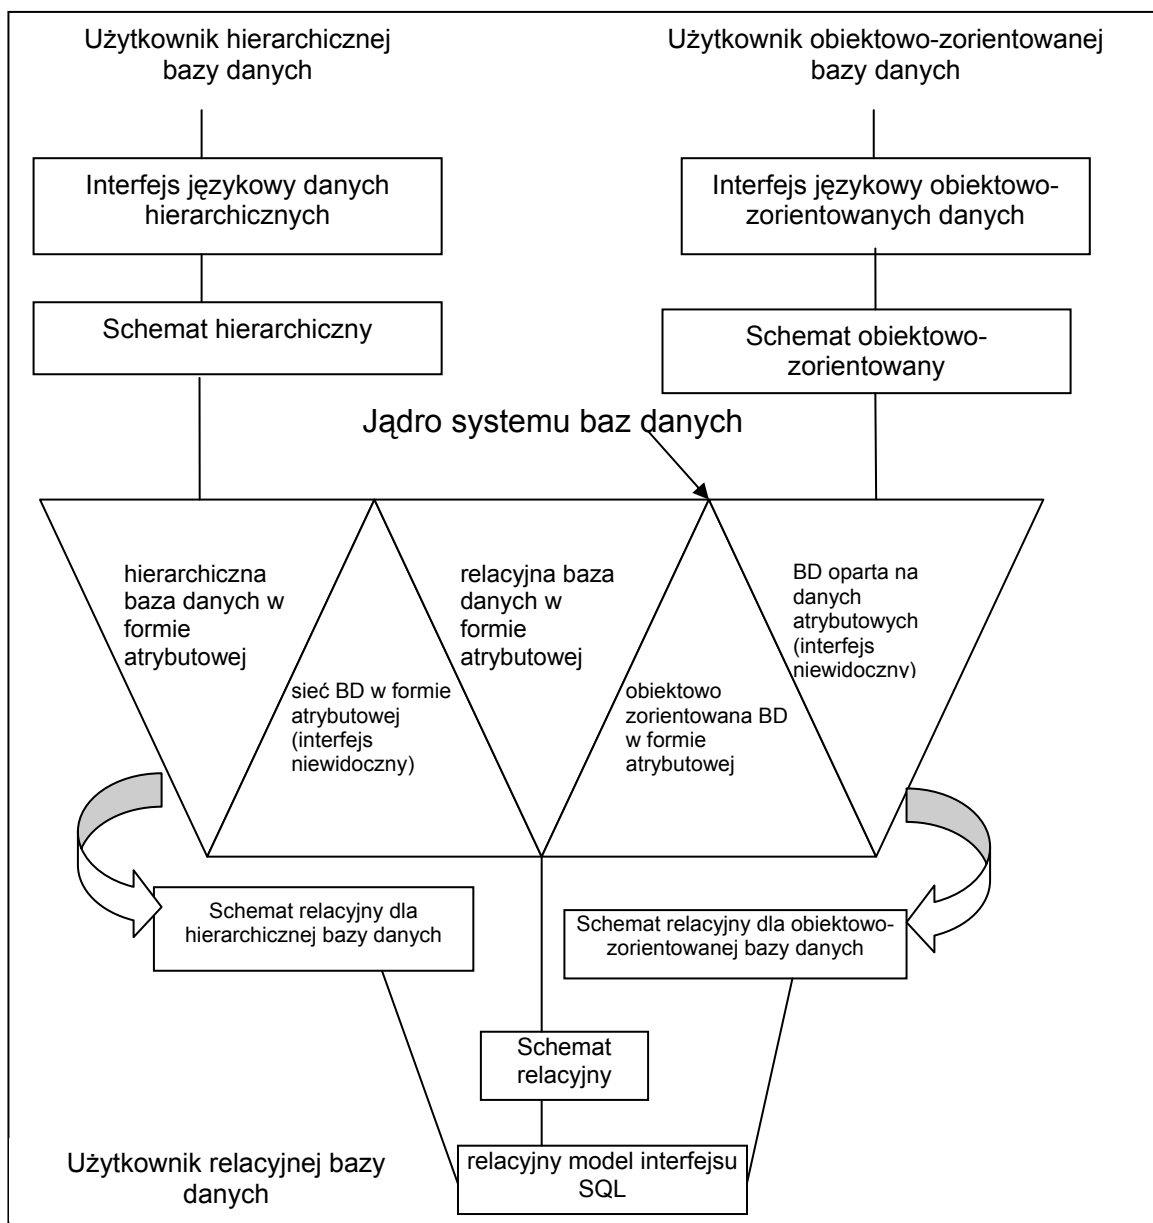 Użytkownik hierarchicznej
bazy danych
Użytkownik obiektowo-zorientowanej
bazy danych
Interfejs językowy danych
hierarchicznych
Interfejs językowy obiektowo-
zorientowanych danych
Schemat hierarchiczny
Schemat obiektowo-
zorientowany
Jądro systemu baz danych
hierarchiczna
baza danych w
formie
atrybutowej
sieć BD w formie
atrybutowej
(interfejs
niewidoczny)
relacyjna baza
danych w
formie
atrybutowej
obiektowo
zorientowana BD
w formie
atrybutowej
BD oparta na
danych
atrybutowych
(interfejs
niewidoczny)
Schemat relacyjny dla
hierarchicznej bazy danych
Schemat relacyjny dla obiektowo-
zorientowanej bazy danych
Schemat
relacyjny
Użytkownik relacyjnej bazy
danych
relacyjny model interfejsu
SQL